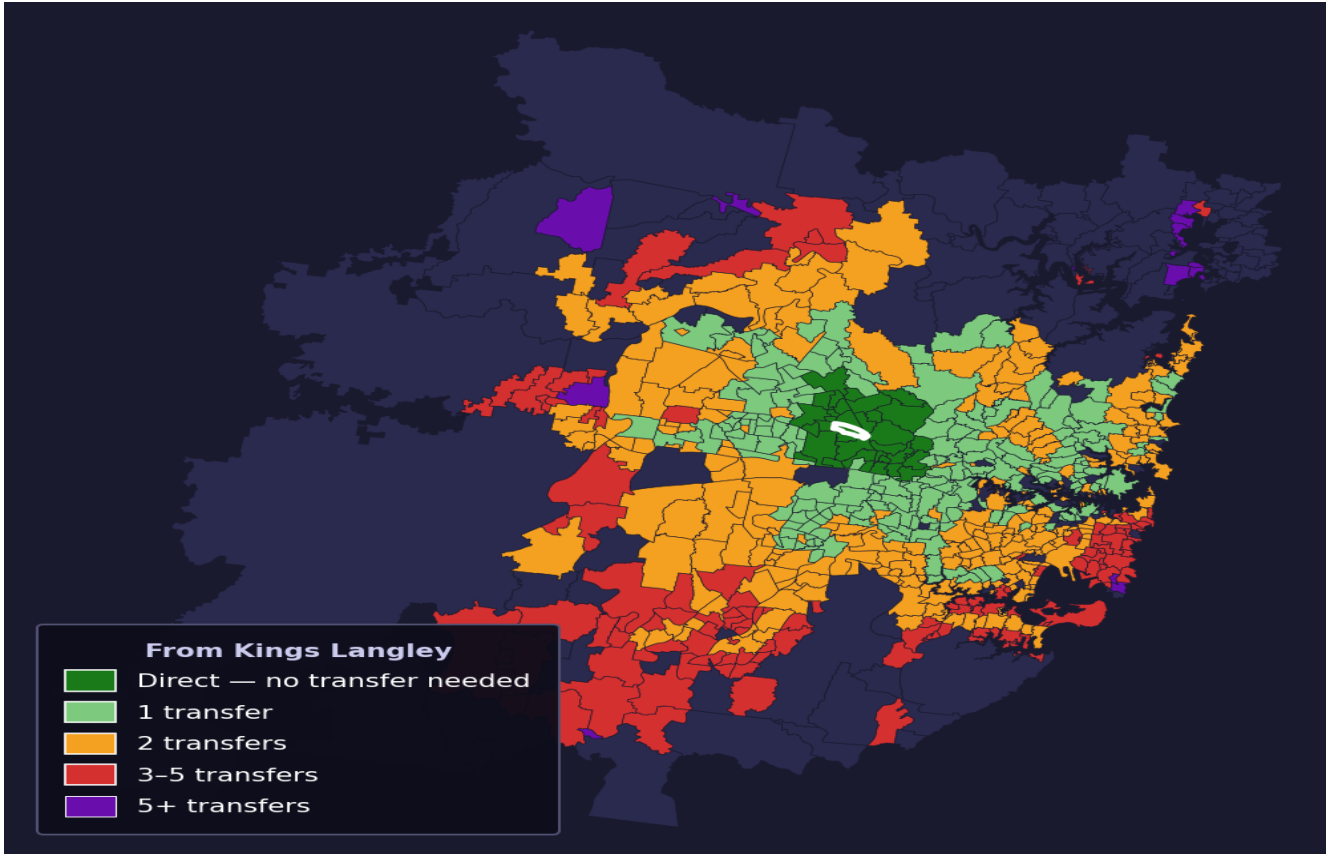 From Kings Langley
Direct — no transfer needed
1 transfer
2 transfers
3–5 transfers
5+ transfers